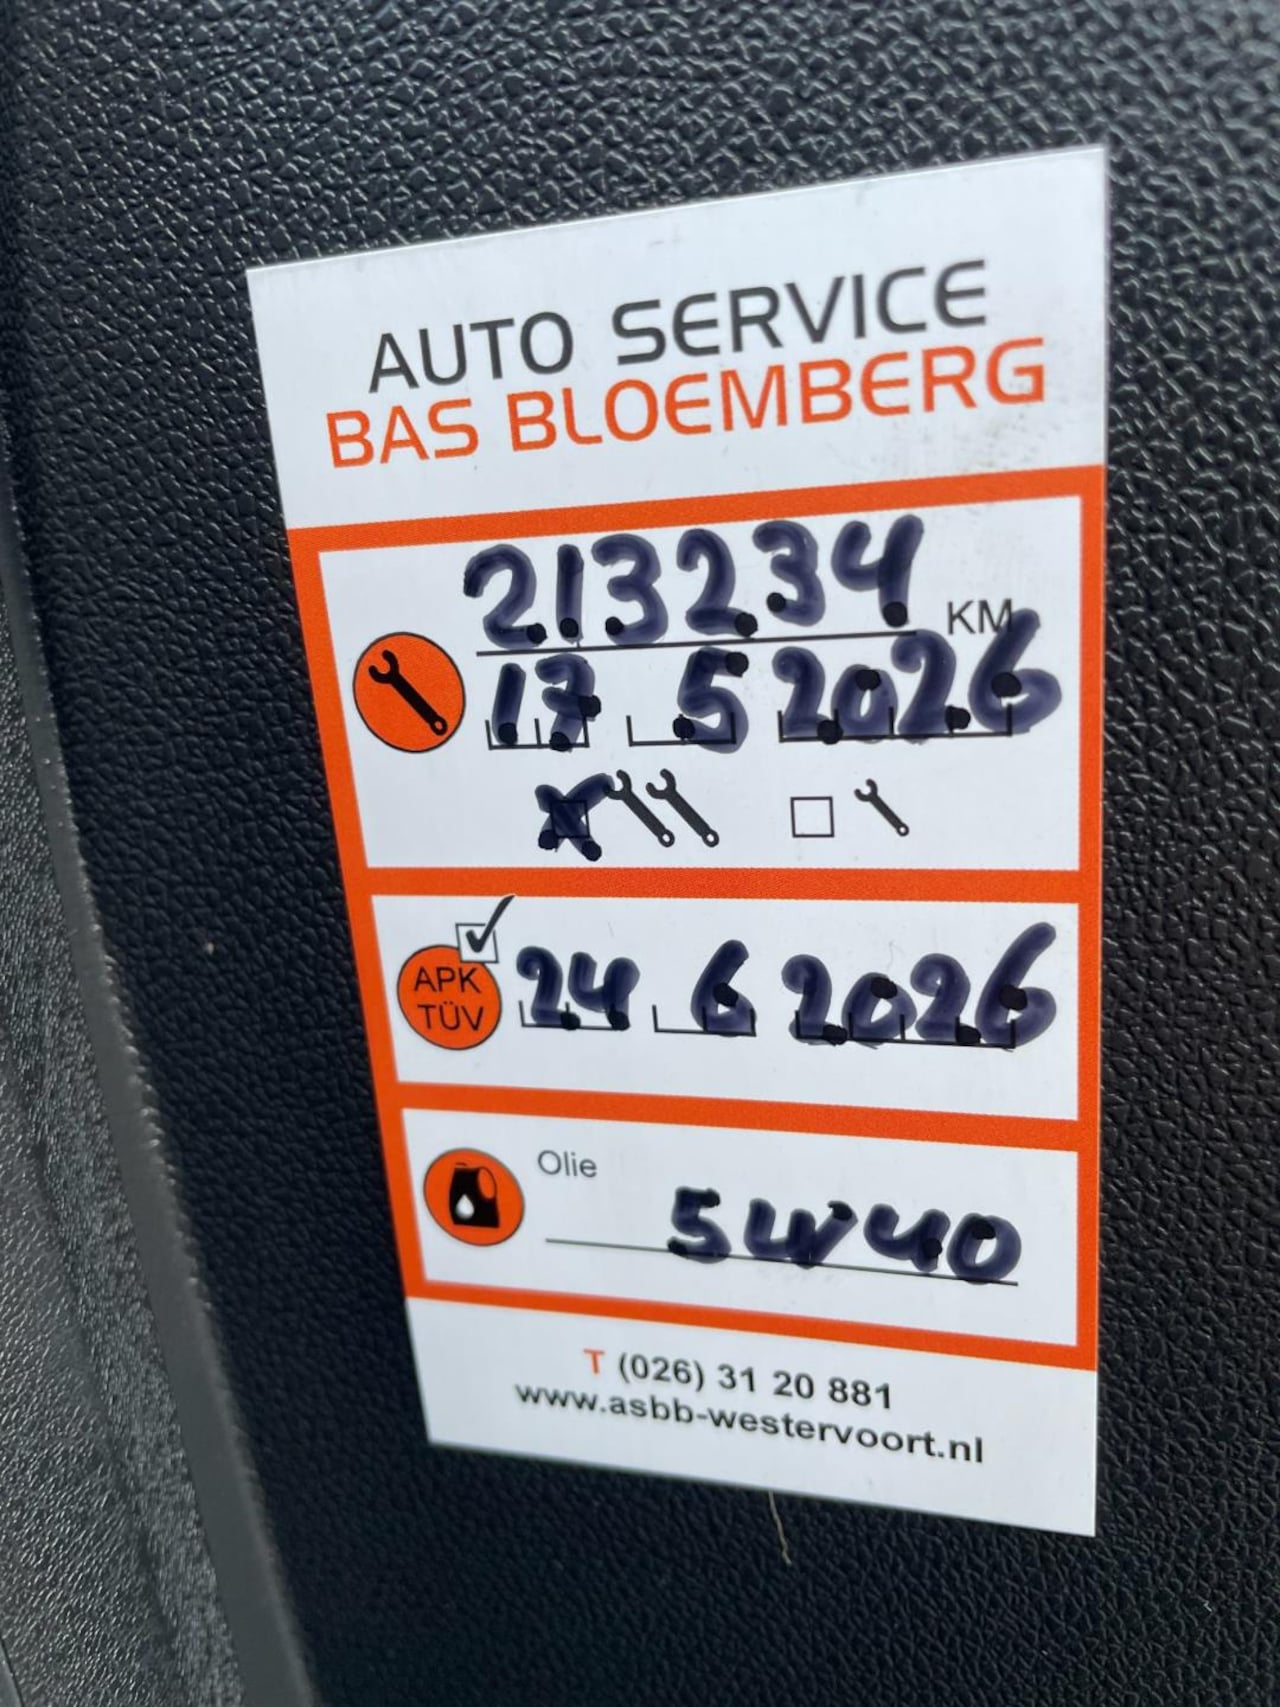 AUTO SERVICE
BAS BLOEMBERG
213234 KM
17 5 2026
APK 24 6 2026
TÜV
Olie
5W40
T (026) 31 20 881
www.asbb-westervoort.nl